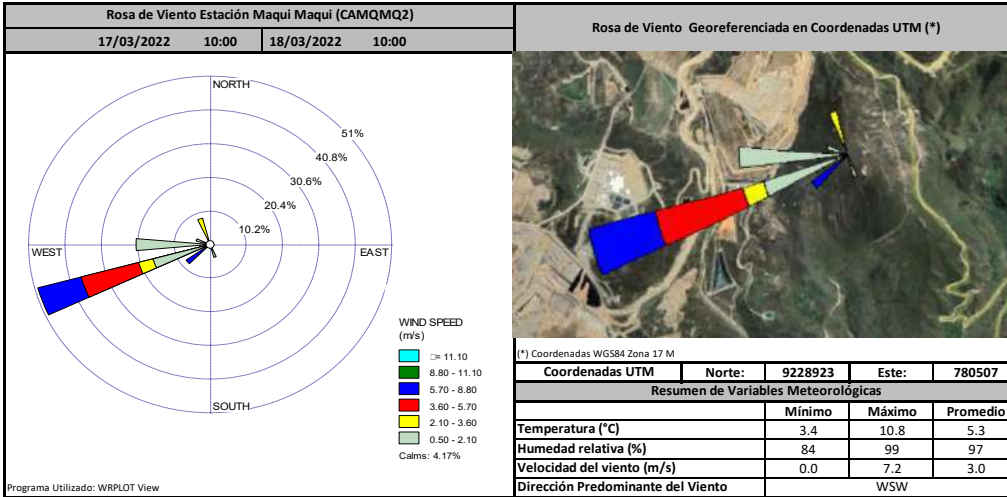 Rosa de Viento Estación Maqui Maqui (CAMQMQ2)
17/03/2022 10:00 18/03/2022 10:00
Rosa de Viento Georeferenciada en Coordenadas UTM (*)
NORTH
51%
40.8%
30.6%
20.4%
10.2%
WEST
EAST
SOUTH
WIND SPEED
(m/s)
□= 11.10
8.80 - 11.10
5.70 - 8.80
3.60 - 5.70
2.10 - 3.60
0.50 - 2.10
Calms: 4.17%
Programa Utilizado: WRPLOT View
(*) Coordenadas WGS84 Zona 17 M
Coordenadas UTM Norte: 9228923 Este: 780507
Resumen de Variables Meteorológicas
Mínimo Máximo Promedio
Temperatura (°C) 3.4 10.8 5.3
Humedad relativa (%) 84 99 97
Velocidad del viento (m/s) 0.0 7.2 3.0
Dirección Predominante del Viento WSW